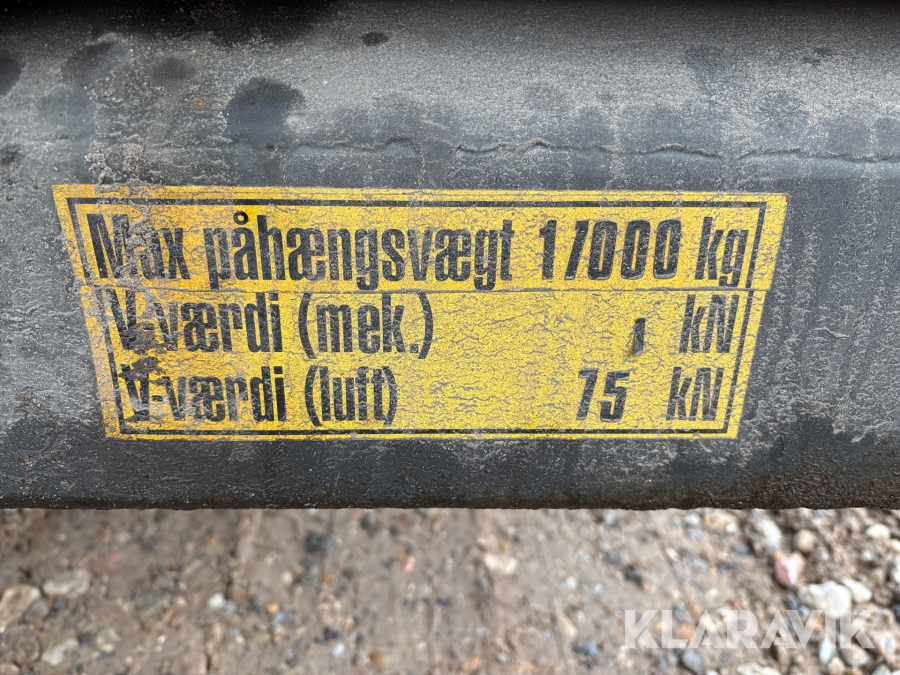 Max påhængsvægt 17000 kg
V-værdi (mek.) kN
V-værdi (luft) 75 kN
KLARAVIK